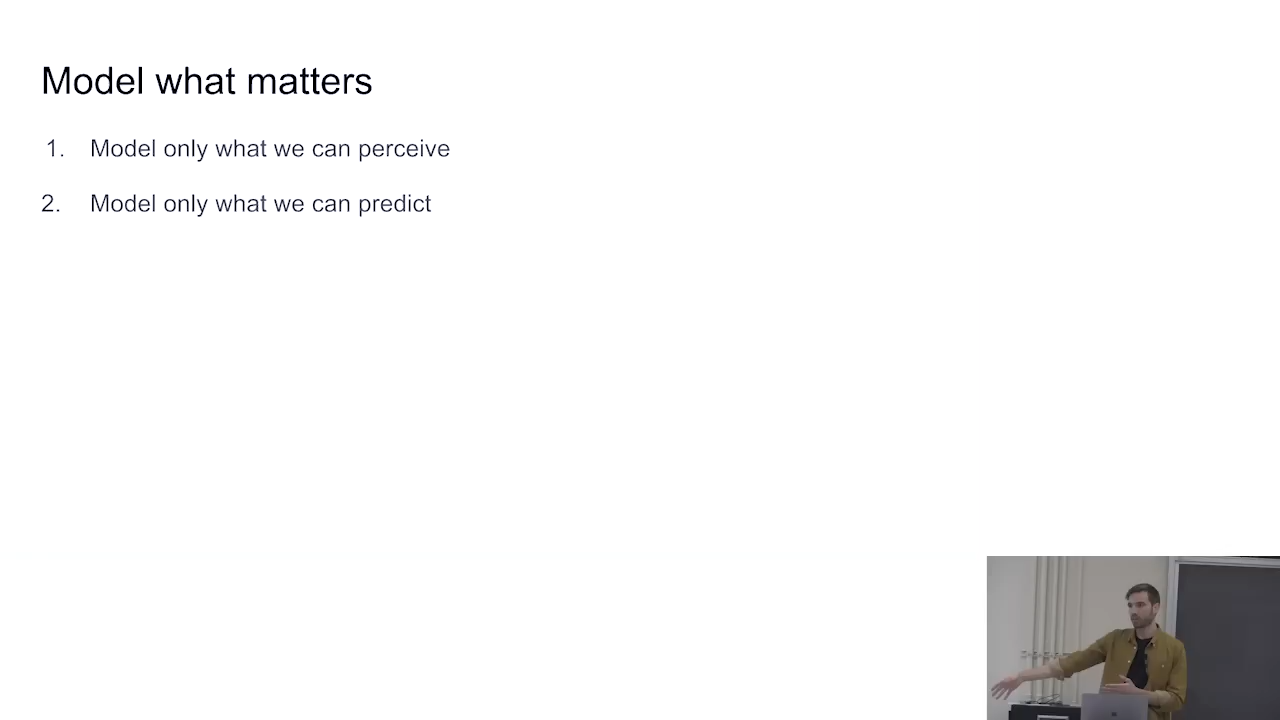 Model what matters
1. Model only what we can perceive
2. Model only what we can predict